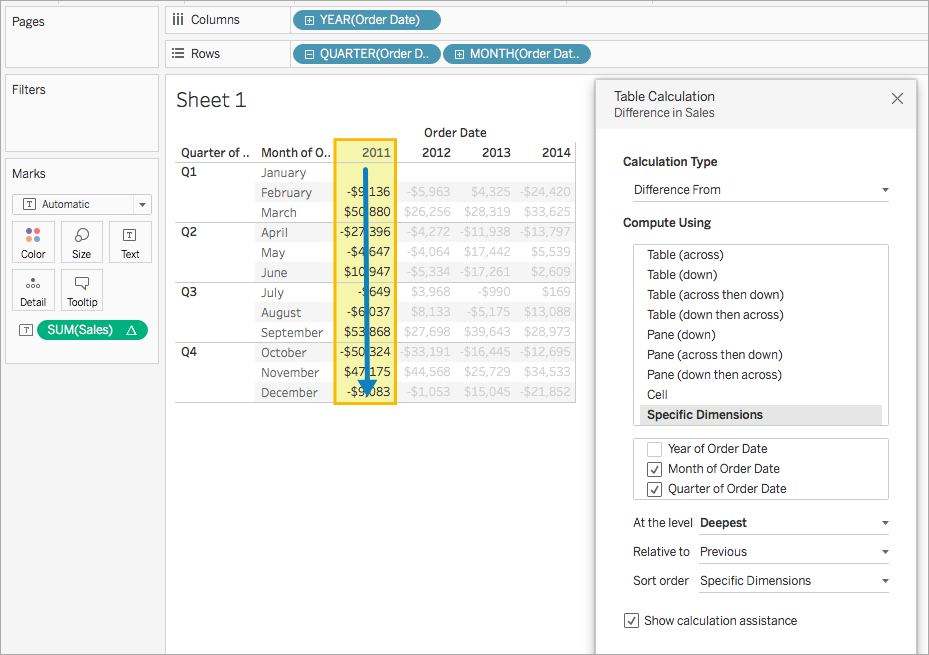 Pages
Columns
YEAR(Order Date)
Rows
QUARTER(Order D.. MONTH(Order Dat..
Filters
Marks
Automatic
Color Size Text
Detail Tooltip
SUM(Sales)
Sheet 1
Order Date
Quarter of .. Month of O.. 2011 2012 2013 2014
Q1 January
February -$9,136 -$5,963 $4,325 -$24,420
March $50,880 $26,256 $28,319 $33,625
Q2 April -$27,396 -$4,272 -$11,938 -$13,797
May -$4,647 -$4,064 $17,442 $5,539
June $10,947 -$5,334 -$17,261 $2,609
Q3 July -$649 $3,968 -$990 $169
August -$6,037 $8,133 -$5,175 $13,088
September $53,868 $27,698 $39,643 $28,973
Q4 October -$50,324 -$33,191 -$16,445 -$12,695
November $47,175 $44,568 $25,729 $34,533
December -$9,083 -$1,053 $15,045 -$21,852
Table Calculation
Difference in Sales
Calculation Type
Difference From
Compute Using
Table (across)
Table (down)
Table (across then down)
Table (down then across)
Pane (down)
Pane (across then down)
Pane (down then across)
Cell
Specific Dimensions
Year of Order Date
Month of Order Date
Quarter of Order Date
At the level Deepest
Relative to Previous
Sort order Specific Dimensions
Show calculation assistance